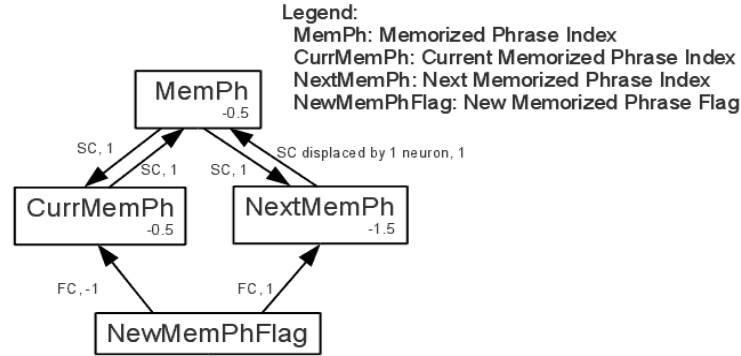 Legend:
MemPh: Memorized Phrase Index
CurrMemPh: Current Memorized Phrase Index
NextMemPh: Next Memorized Phrase Index
NewMemPhFlag: New Memorized Phrase Flag
MemPh
-0.5
SC, 1
SC, 1
SC, 1
SC displaced by 1 neuron, 1
CurrMemPh
-0.5
NextMemPh
-1.5
FC, -1
FC, 1
NewMemPhFlag